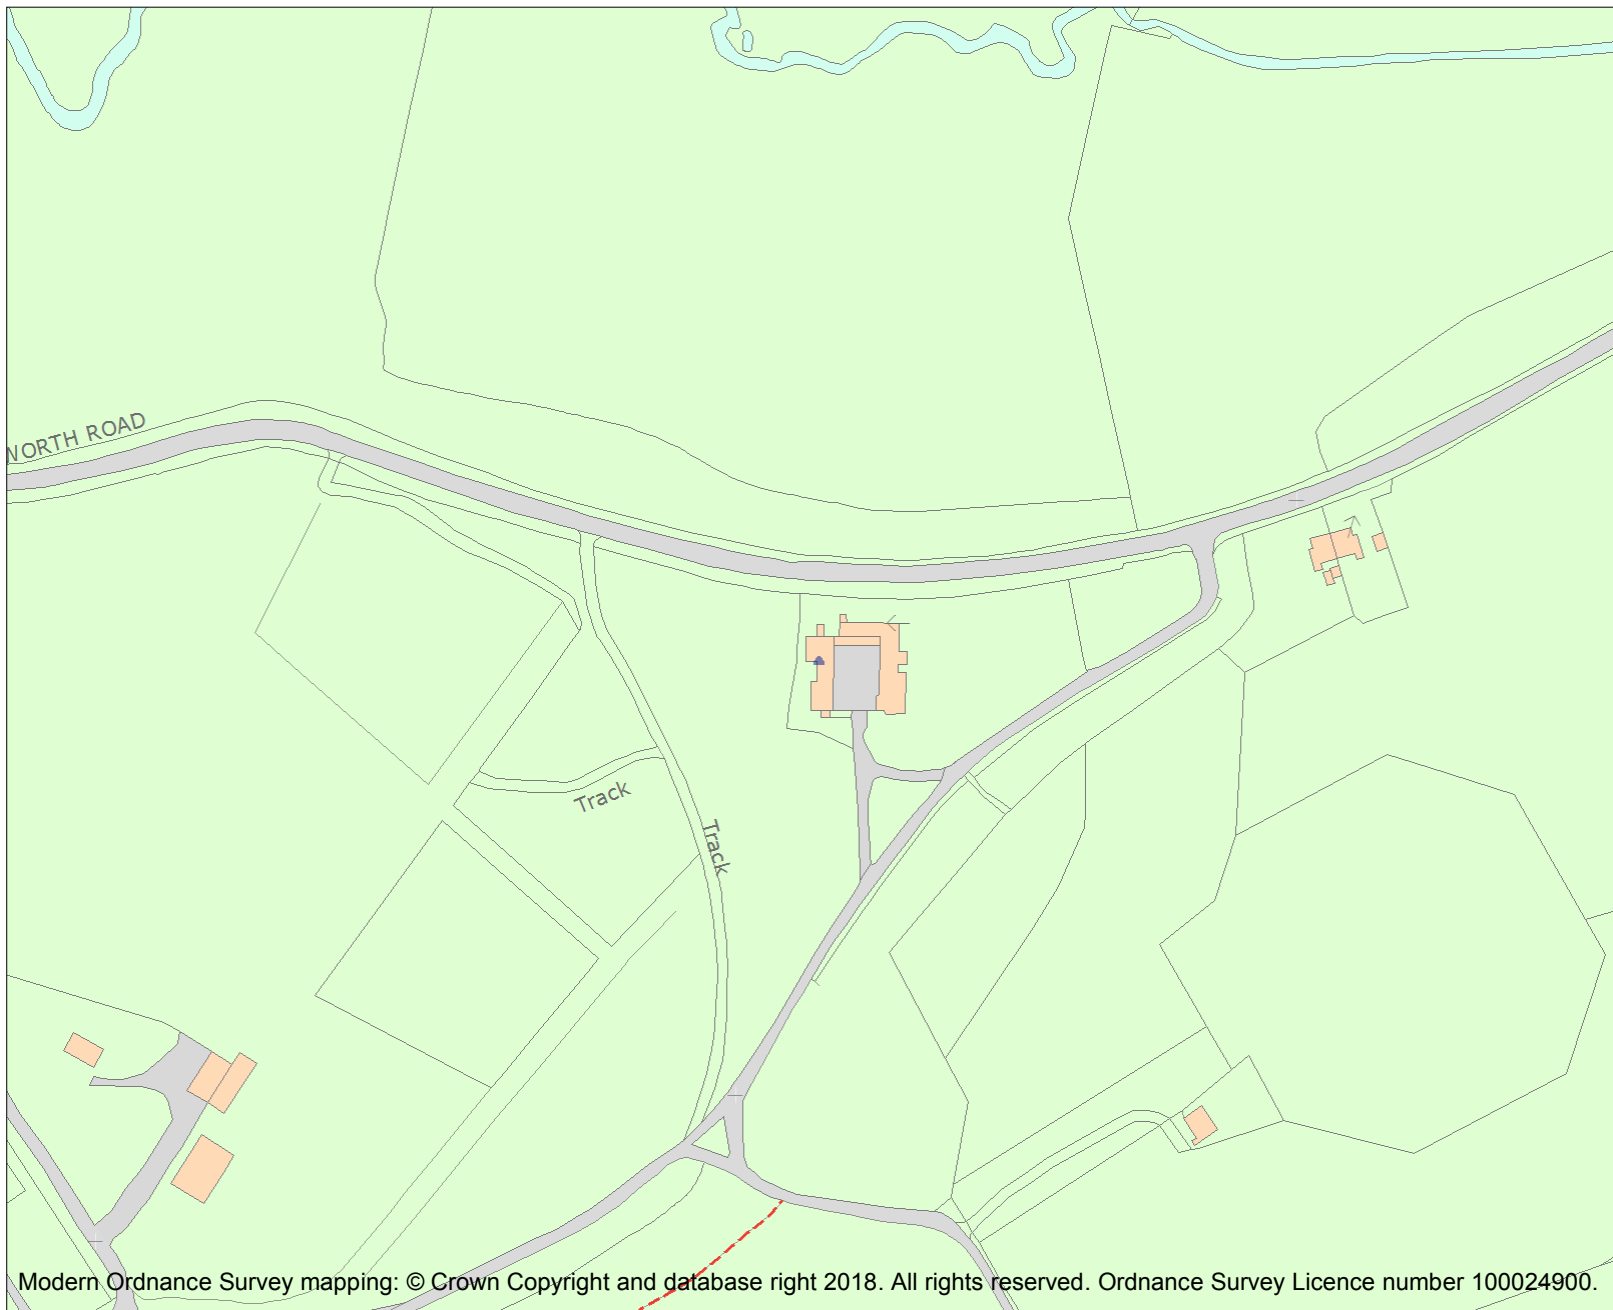 WORTH ROAD
Track
Track
Modern Ordnance Survey mapping: © Crown Copyright and database right 2018. All rights reserved. Ordnance Survey Licence number 100024900.